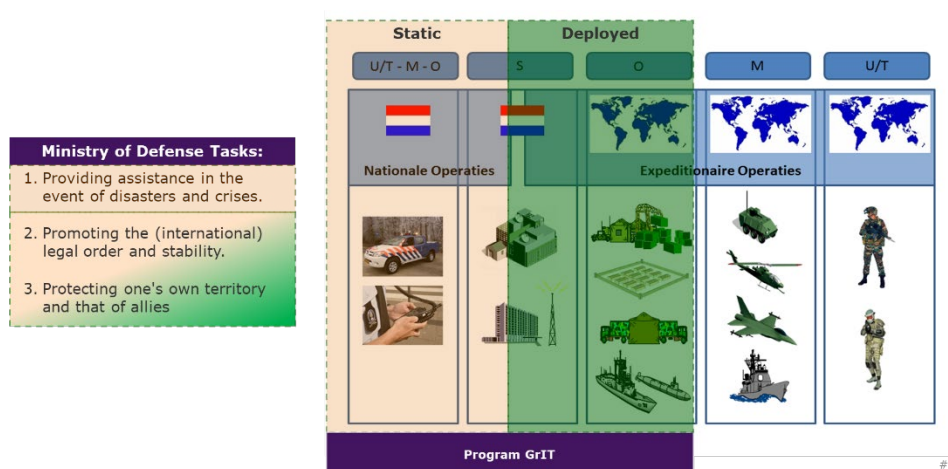 Static
Deployed
U/T - M - O
S
O
M
U/T
Nationale Operaties
Expeditionaire Operaties
Ministry of Defense Tasks:
1. Providing assistance in the
event of disasters and crises.
2. Promoting the (international)
legal order and stability.
3. Protecting one's own territory
and that of allies
Program GrIT
#